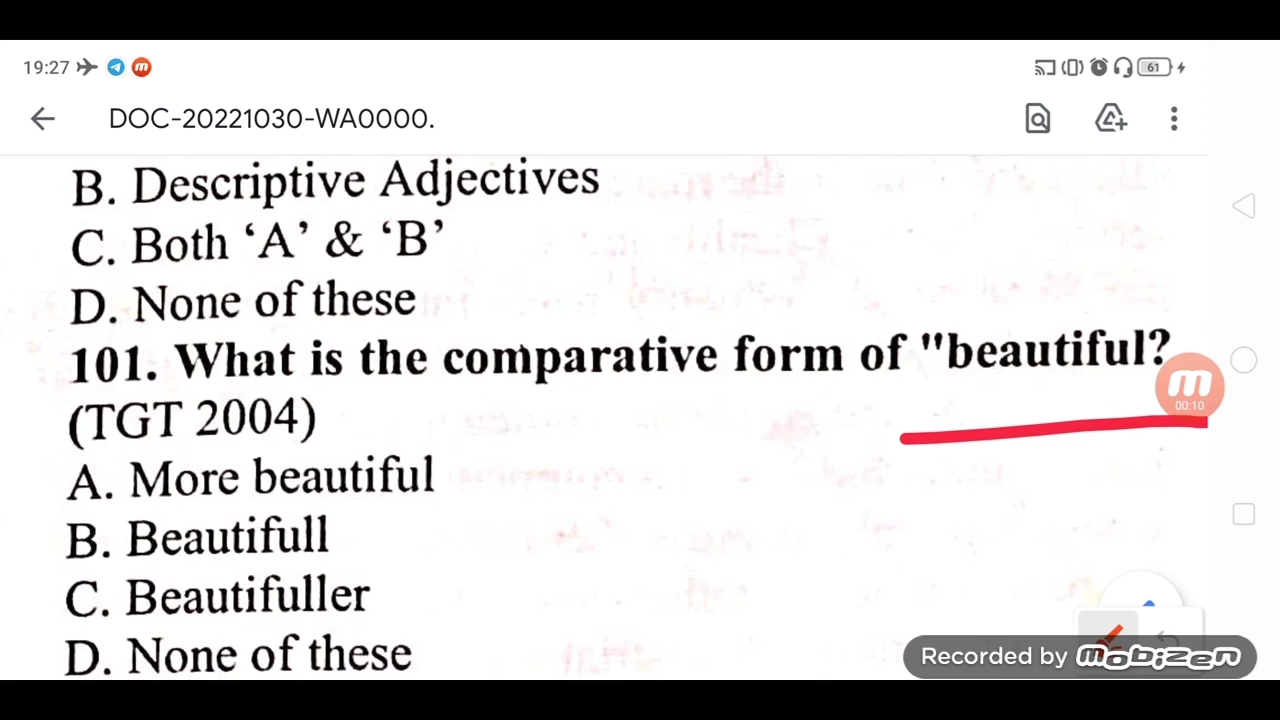 19:27
61
DOC-20221030-WA0000.
B. Descriptive Adjectives
C. Both ‘A’ & ‘B’
D. None of these
101. What is the comparative form of "beautiful?
00:10
(TGT 2004)
A. More beautiful
B. Beautifull
C. Beautifuller
D. None of these
Recorded by mobizen